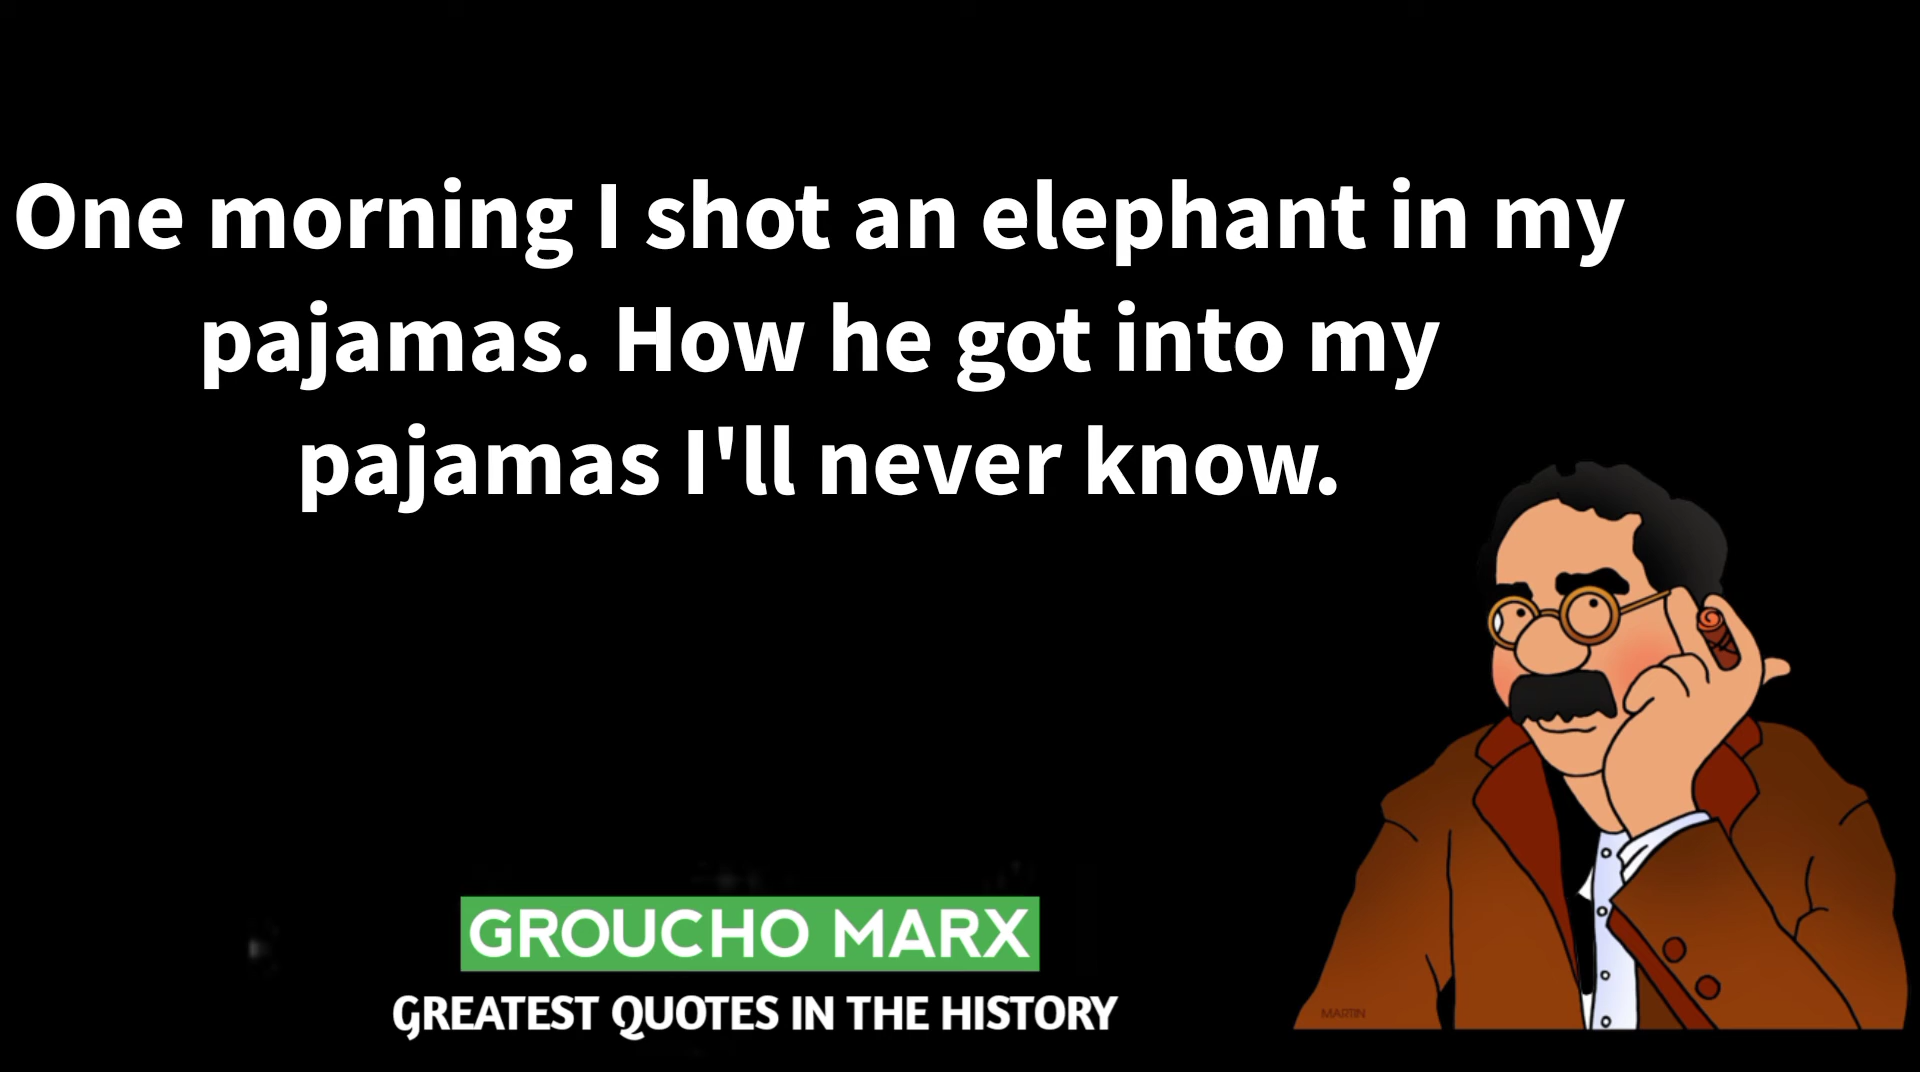 One morning I shot an elephant in my
pajamas. How he got into my
pajamas I'll never know.
GROUCHO MARX
GREATEST QUOTES IN THE HISTORY
MARTIN